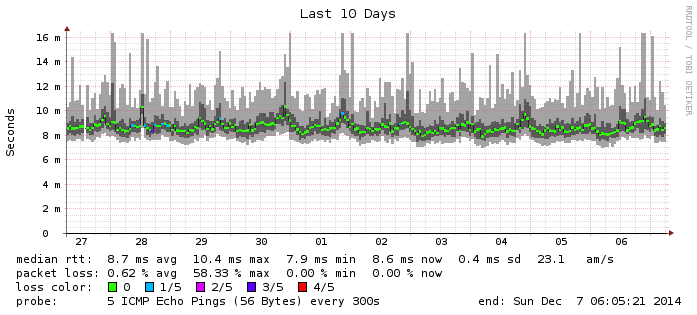 Last 10 Days
RRDTOOL / TOBI OETIKER
Seconds
16 m
14 m
12 m
10 m
8 m
6 m
4 m
2 m
0
27 28 29 30 01 02 03 04 05 06
median rtt: 8.7 ms avg 10.4 ms max 7.9 ms min 8.6 ms now 0.4 ms sd 23.1 am/s
packet loss: 0.62 % avg 58.33 % max 0.00 % min 0.00 % now
loss color: 0 1/5 2/5 3/5 4/5
probe: 5 ICMP Echo Pings (56 Bytes) every 300s end: Sun Dec 7 06:05:21 2014